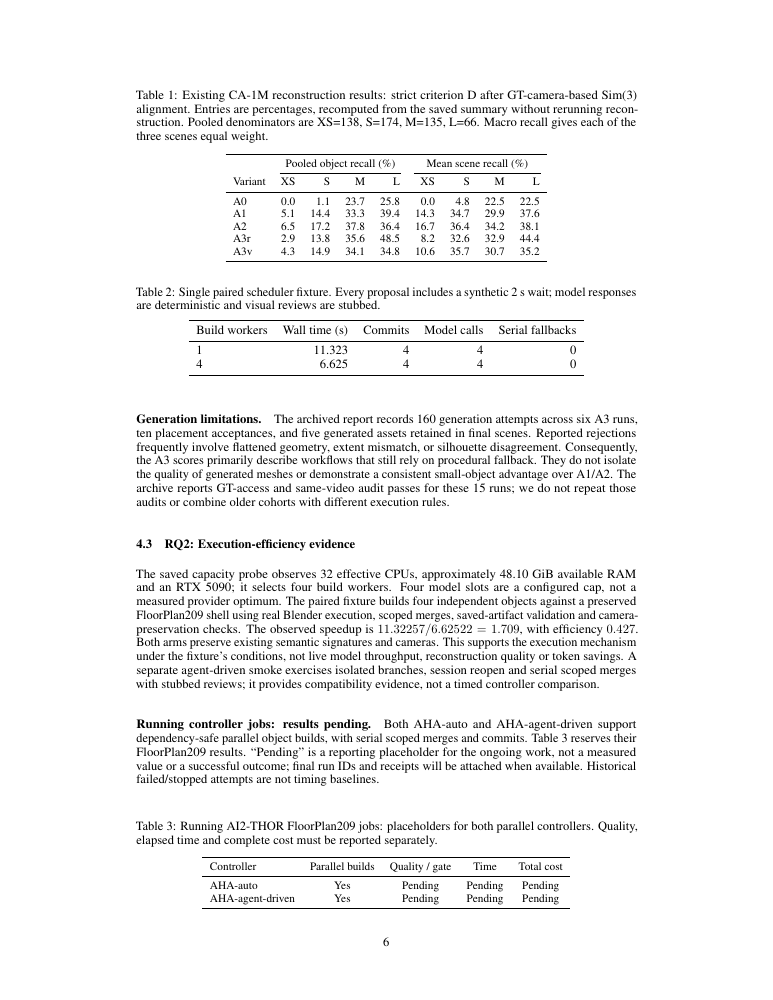 Table 1: Existing CA-1M reconstruction results: strict criterion D after GT-camera-based Sim(3)
alignment. Entries are percentages, recomputed from the saved summary without rerunning recon-
struction. Pooled denominators are XS=138, S=174, M=135, L=66. Macro recall gives each of the
three scenes equal weight.
Pooled object recall (%) Mean scene recall (%)
Variant XS S M L XS S M L
A0 0.0 1.1 23.7 25.8 0.0 4.8 22.5 22.5
A1 5.1 14.4 33.3 39.4 14.3 34.7 29.9 37.6
A2 6.5 17.2 37.8 36.4 16.7 36.4 34.2 38.1
A3r 2.9 13.8 35.6 48.5 8.2 32.6 32.9 44.4
A3v 4.3 14.9 34.1 34.8 10.6 35.7 30.7 35.2
Table 2: Single paired scheduler fixture. Every proposal includes a synthetic 2 s wait; model responses
are deterministic and visual reviews are stubbed.
Build workers Wall time (s) Commits Model calls Serial fallbacks
1 11.323 4 4 0
4 6.625 4 4 0
Generation limitations. The archived report records 160 generation attempts across six A3 runs,
ten placement acceptances, and five generated assets retained in final scenes. Reported rejections
frequently involve flattened geometry, extent mismatch, or silhouette disagreement. Consequently,
the A3 scores primarily describe workflows that still rely on procedural fallback. They do not isolate
the quality of generated meshes or demonstrate a consistent small-object advantage over A1/A2. The
archive reports GT-access and same-video audit passes for these 15 runs; we do not repeat those
audits or combine older cohorts with different execution rules.
4.3 RQ2: Execution-efficiency evidence
The saved capacity probe observes 32 effective CPUs, approximately 48.10 GiB available RAM
and an RTX 5090; it selects four build workers. Four model slots are a configured cap, not a
measured provider optimum. The paired fixture builds four independent objects against a preserved
FloorPlan209 shell using real Blender execution, scoped merges, saved-artifact validation and camera-
preservation checks. The observed speedup is 11.32257/6.62522 = 1.709, with efficiency 0.427.
Both arms preserve existing semantic signatures and cameras. This supports the execution mechanism
under the fixture's conditions, not live model throughput, reconstruction quality or token savings. A
separate agent-driven smoke exercises isolated branches, session reopen and serial scoped merges
with stubbed reviews; it provides compatibility evidence, not a timed controller comparison.
Running controller jobs: results pending. Both AHA-auto and AHA-agent-driven support
dependency-safe parallel object builds, with serial scoped merges and commits. Table 3 reserves their
FloorPlan209 results. “Pending” is a reporting placeholder for the ongoing work, not a measured
value or a successful outcome; final run IDs and receipts will be attached when available. Historical
failed/stopped attempts are not timing baselines.
Table 3: Running AI2-THOR FloorPlan209 jobs: placeholders for both parallel controllers. Quality,
elapsed time and complete cost must be reported separately.
Controller Parallel builds Quality / gate Time Total cost
AHA-auto Yes Pending Pending Pending
AHA-agent-driven Yes Pending Pending Pending
6